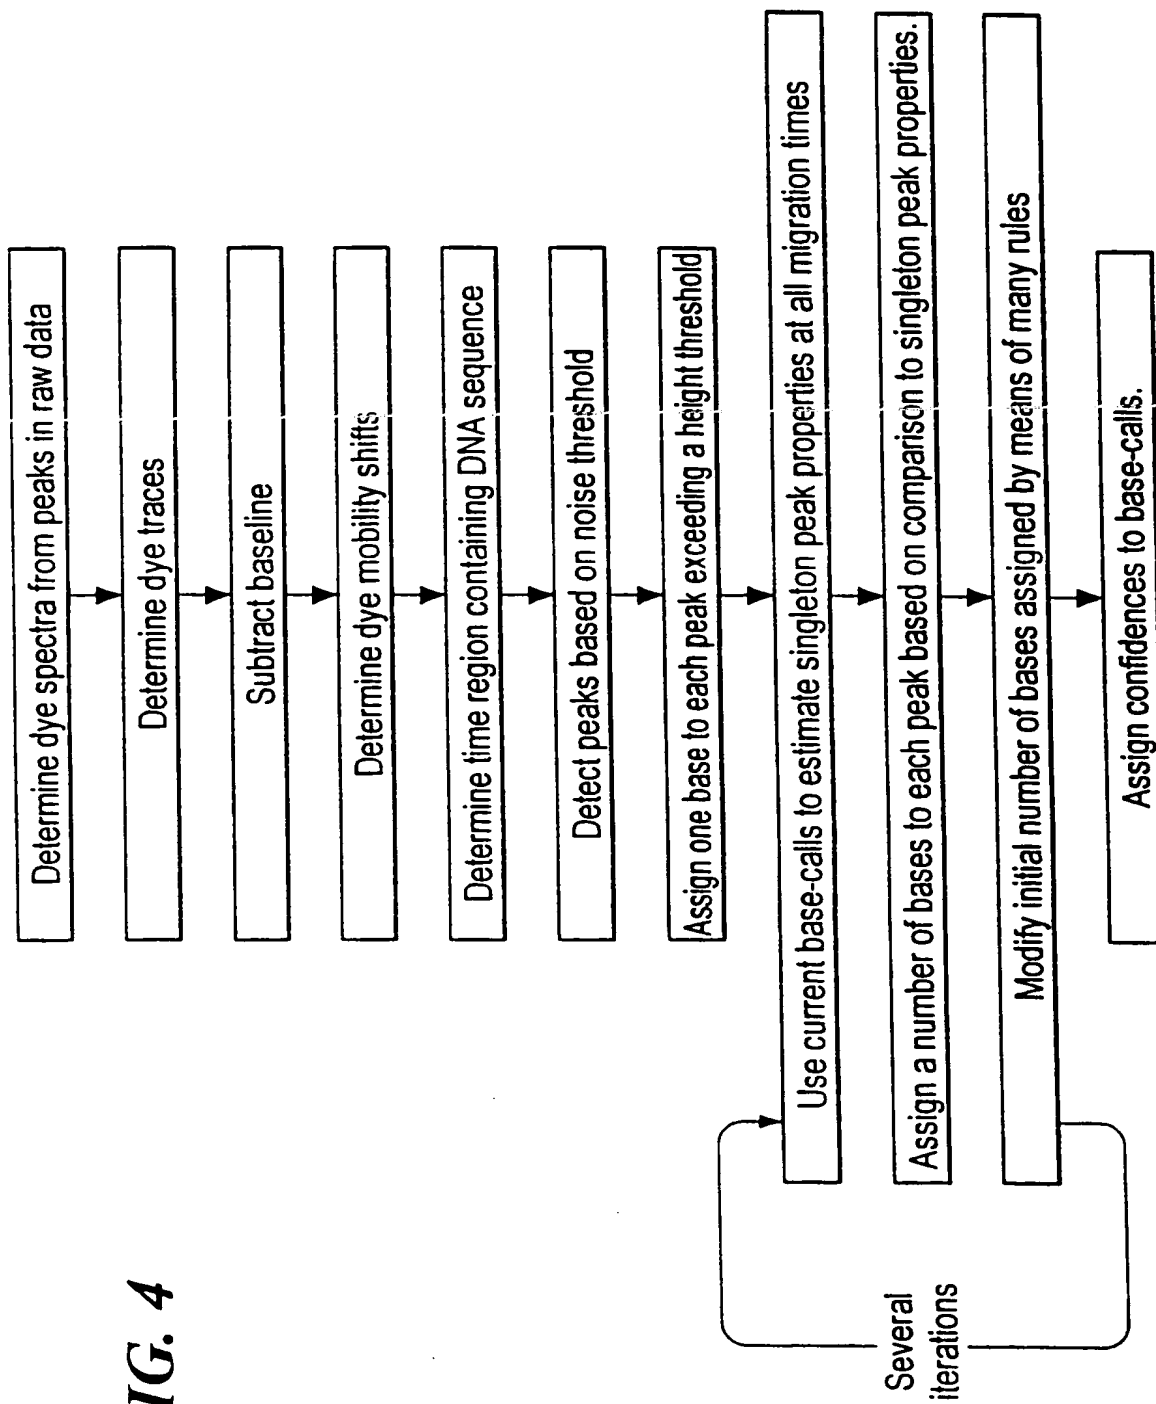 IG. 4
Determine dye spectra from peaks in raw data
Determine dye traces
Subtract baseline
Determine dye mobility shifts
Determine time region containing DNA sequence
Detect peaks based on noise threshold
Assign one base to each peak exceeding a height threshold
Use current base-calls to estimate singleton peak properties at all migration times
Assign a number of bases to each peak based on comparison to singleton peak properties.
Modify initial number of bases assigned by means of many rules
Assign confidences to base-calls.
Several
iterations